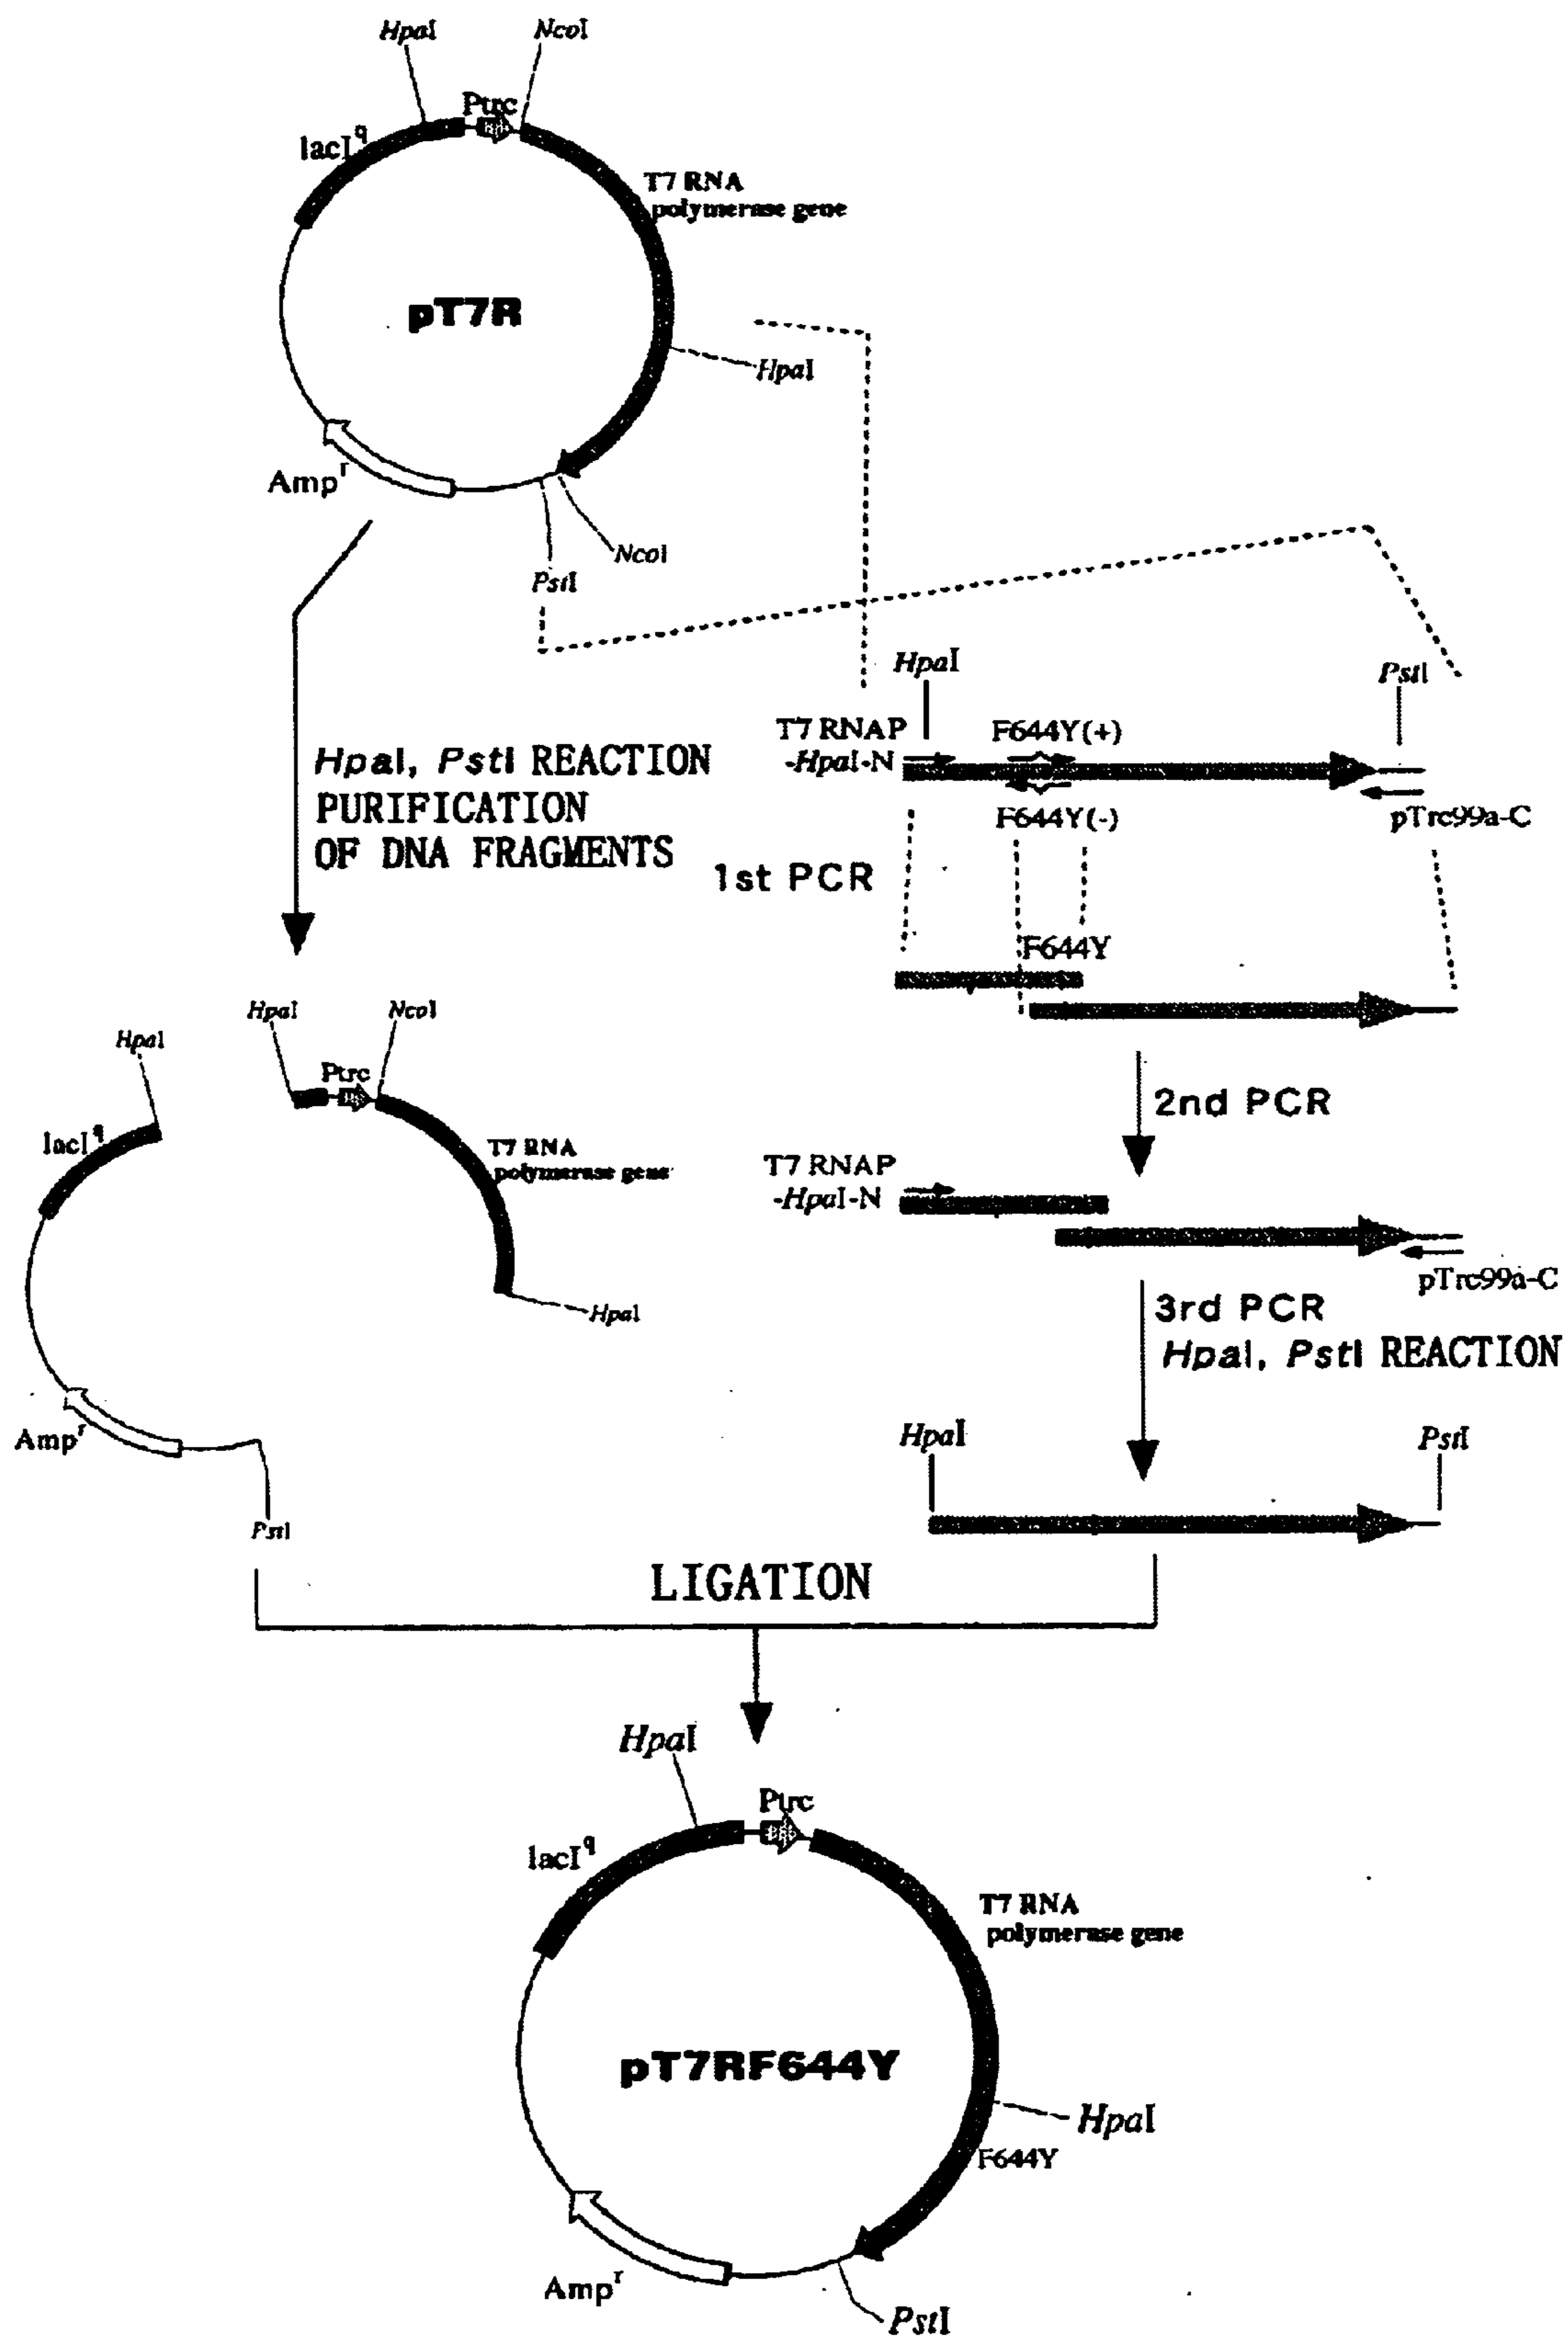 HpaI
NcoI
Ptrc
lacIq
T7 RNA
polymerase gene
pT7R
HpaI
Ampr
NcoI
PstI
HpaI
PstI
T7 RNAP
-HpaI-N
F644Y(+)
F644Y(-)
pTrc99a-C
HpaI, PstI REACTION
PURIFICATION
OF DNA FRAGMENTS
1st PCR
F644Y
HpaI
NcoI
HpaI
Ptrc
lacIq
T7 RNA
polymerase gene
HpaI
Ampr
PstI
2nd PCR
T7 RNAP
-HpaI-N
pTrc99a-C
3rd PCR
HpaI, PstI REACTION
HpaI
PstI
LIGATION
HpaI
Ptrc
lacIq
T7 RNA
polymerase gene
pT7RF644Y
HpaI
F644Y
Ampr
PstI